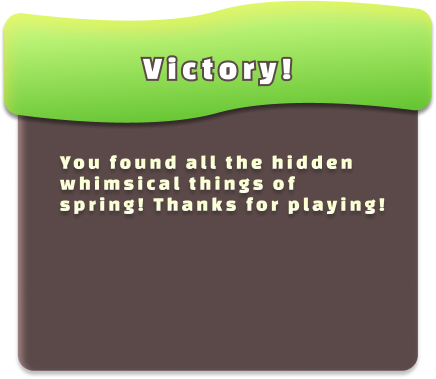 Victory!
You found all the hidden
whimsical things of
spring! Thanks for playing!